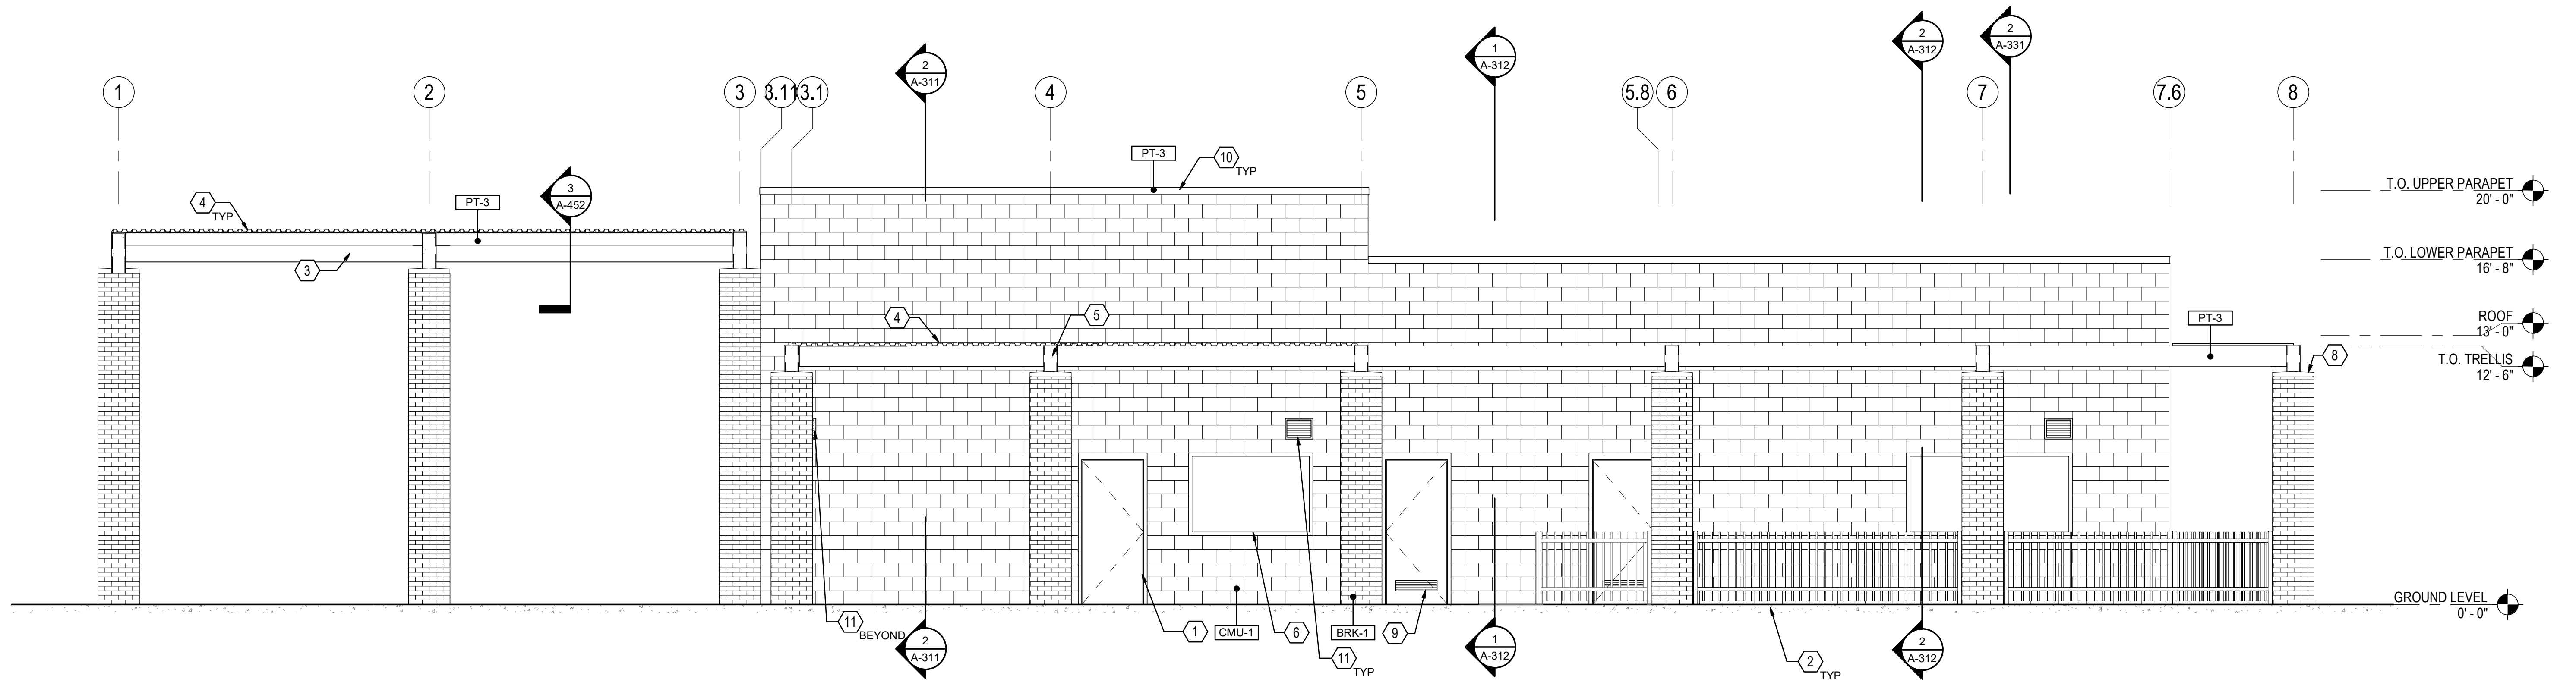 2
A-312
2
A-331
1
A-312
2
A-311
1
2
3
3.11
3.1
4
5
5.8
6
7
7.6
8
PT-3
10
TYP
3
A-452
4
TYP
PT-3
T.O. UPPER PARAPET
20' - 0"
3
T.O. LOWER PARAPET
16' - 8"
4
5
PT-3
ROOF
13' - 0"
8
T.O. TRELLIS
12' - 6"
GROUND LEVEL
0' - 0"
11
BEYOND
2
A-311
1
CMU-1
6
BRK-1
9
11
TYP
1
A-312
2
A-312
2
TYP